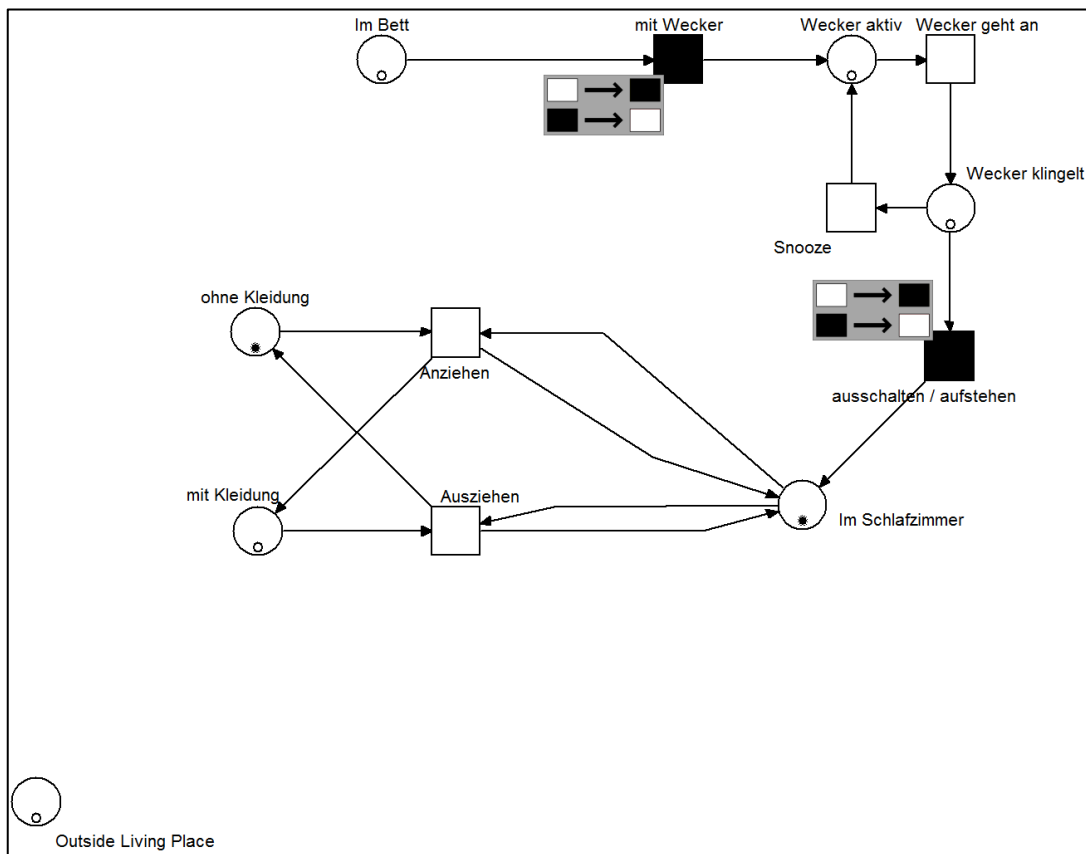 Im Bett
mit Wecker
Wecker aktiv
Wecker geht an
Wecker klingelt
Snooze
ohne Kleidung
Anziehen
ausschalten / aufstehen
mit Kleidung
Ausziehen
Im Schlafzimmer
Outside Living Place